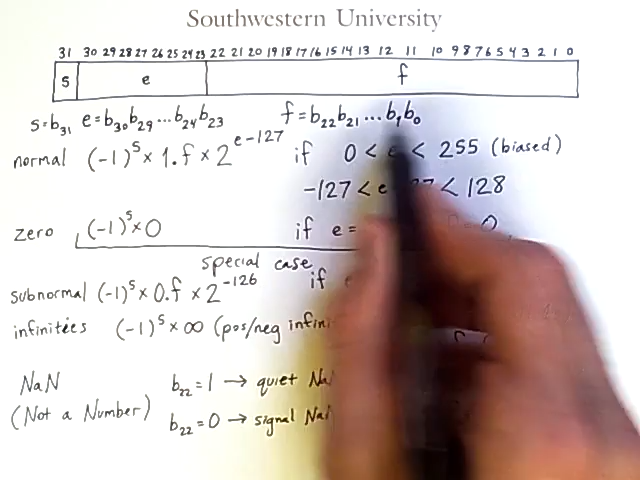 Southwestern University
31 30 29 28 27 26 25 24 23 22 21 20 19 18 17 16 15 14 13 12 11 10 9 8 7 6 5 4 3 2 1 0
s e f
s=b₃₁ e=b₃₀b₂₉...b₂₄b₂₃ f=b₂₂b₂₁...b₁b₀
normal (-1)ˢ × 1.f × 2ᵉ⁻¹²⁷ if 0 < e < 255 (biased)
-127 < e < 128
zero (-1)ˢ × 0 if e= =0,
special case
subnormal (-1)ˢ × 0.f × 2⁻¹²⁶ if
infinities (-1)ˢ × ∞ (pos/neg
NaN b₂₂=1 → quiet
(Not a Number) b₂₂=0 → signal